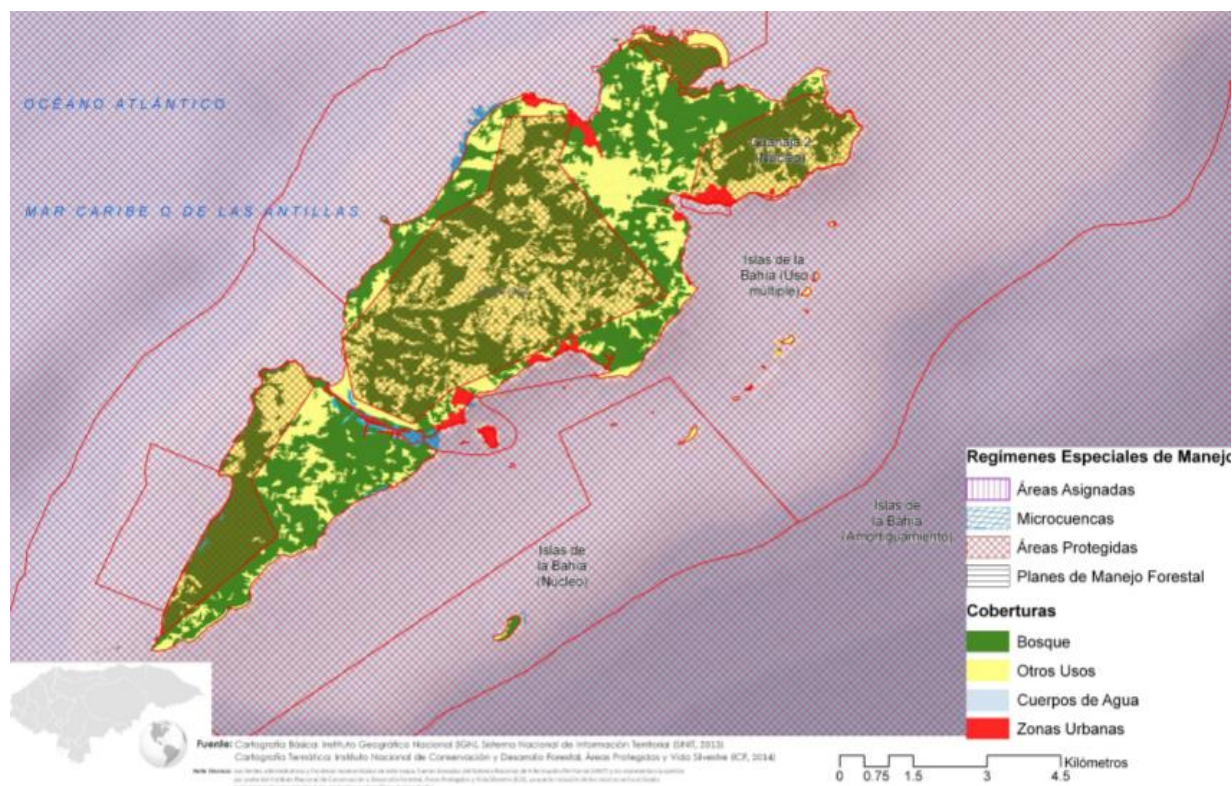 OCÉANO ATLÁNTICO
MAR CARIBE O DE LAS ANTILLAS
Guanaja 2
(Núcleo)
Islas de la
Bahía (Uso
múltiple)
Islas de
la Bahía
(Amortiguamiento)
Islas de
la Bahía
(Núcleo)
Regímenes Especiales de Manejo
Áreas Asignadas
Microcuencas
Áreas Protegidas
Planes de Manejo Forestal
Coberturas
Bosque
Otros Usos
Cuerpos de Agua
Zonas Urbanas
Kilómetros
0 0.75 1.5 3 4.5
Fuente: Cartografía Básica: Instituto Geográfico Nacional (IGN), Sistema Nacional de Información Territorial (SINIT, 2013)
Cartografía Temática: Instituto Nacional de Conservación y Desarrollo Forestal, Áreas Protegidas y Vida Silvestre (ICF, 2014)